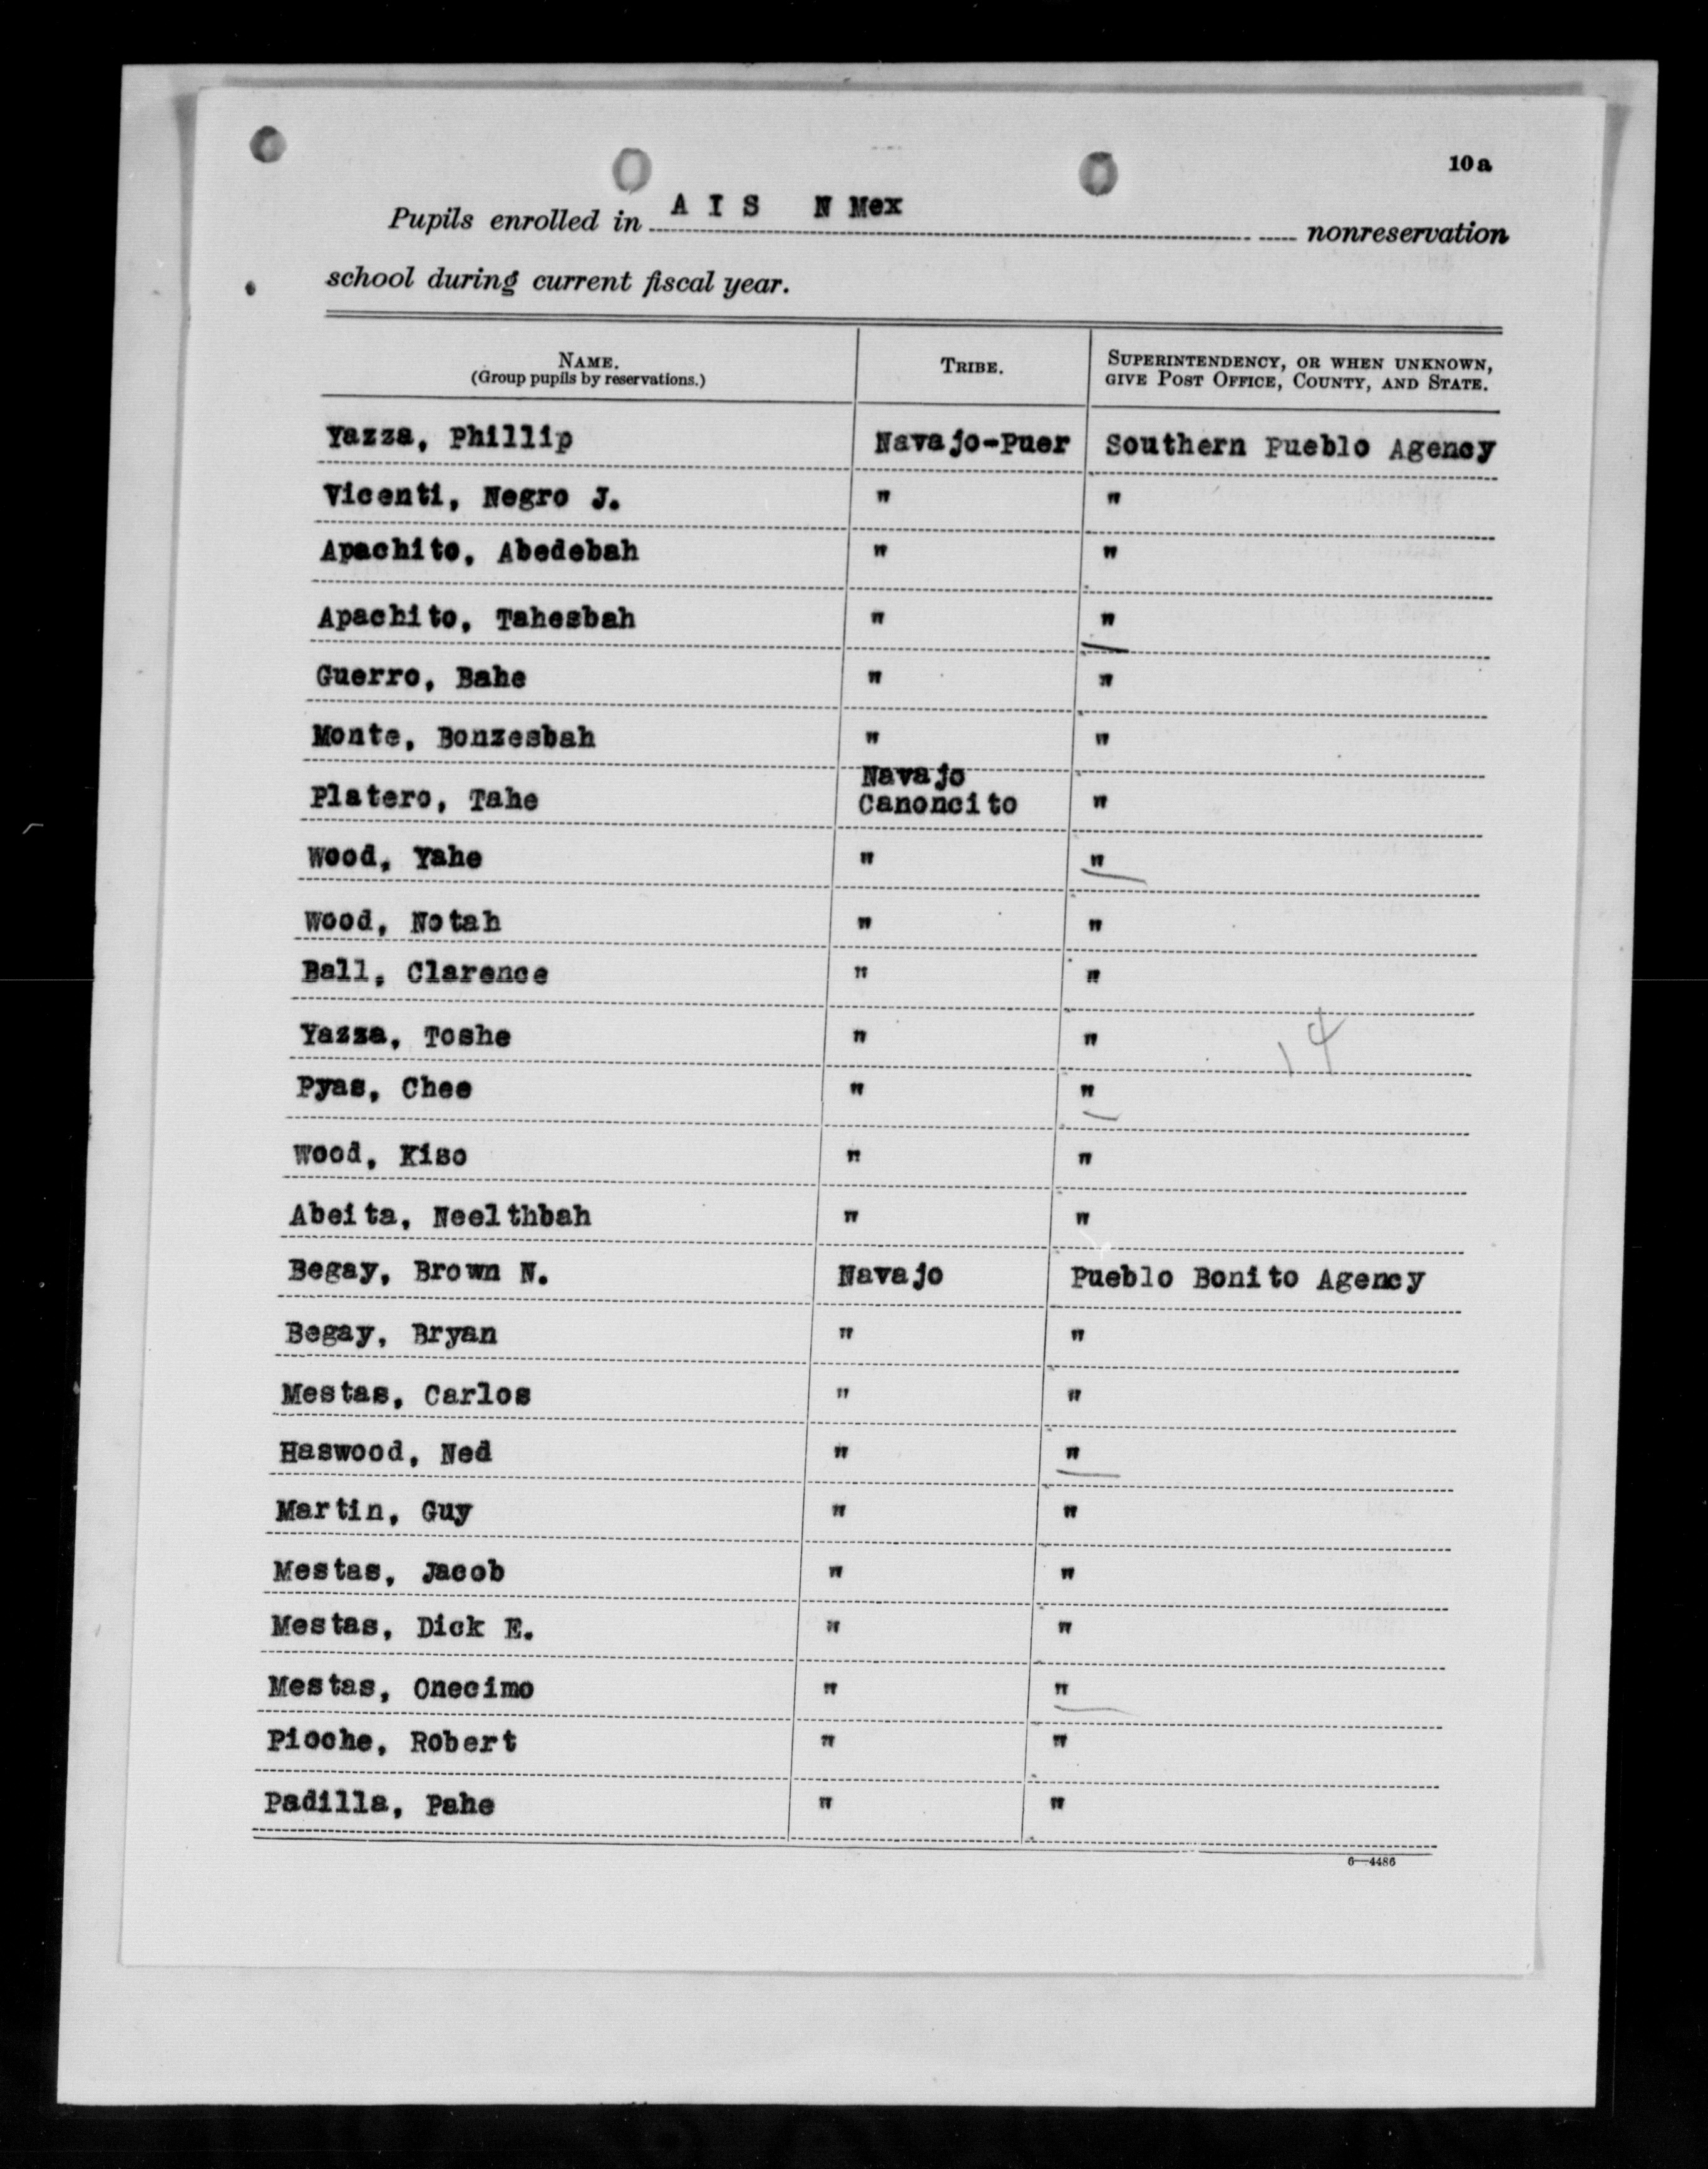 10a
Pupils enrolled in A I S N Mex nonreservation
school during current fiscal year.
NAME. TRIBE. SUPERINTENDENCY, OR WHEN UNKNOWN,
(Group pupils by reservations.) GIVE POST OFFICE, COUNTY, AND STATE.
Yazza, Phillip Navajo-Puer Southern Pueblo Agency
Vicenti, Negro J. " "
Apachito, Abedebah " "
Apachito, Tahesbah " "
Guerro, Bahe " "
Monte, Bonzesbah " "
Navajo
Platero, Tahe Canoncito "
Wood, Yahe " "
Wood, Notah " "
Ball, Clarence " "
Yazza, Toshe " "
14
Pyas, Chee " "
Wood, Kiso " "
Abeita, Neelthbah " "
Begay, Brown N. Navajo Pueblo Bonito Agency
Begay, Bryan " "
Mestas, Carlos " "
Haswood, Ned " "
Martin, Guy " "
Mestas, Jacob " "
Mestas, Dick E. " "
Mestas, Onecimo " "
Pioche, Robert " "
Padilla, Pahe " "
6—4486